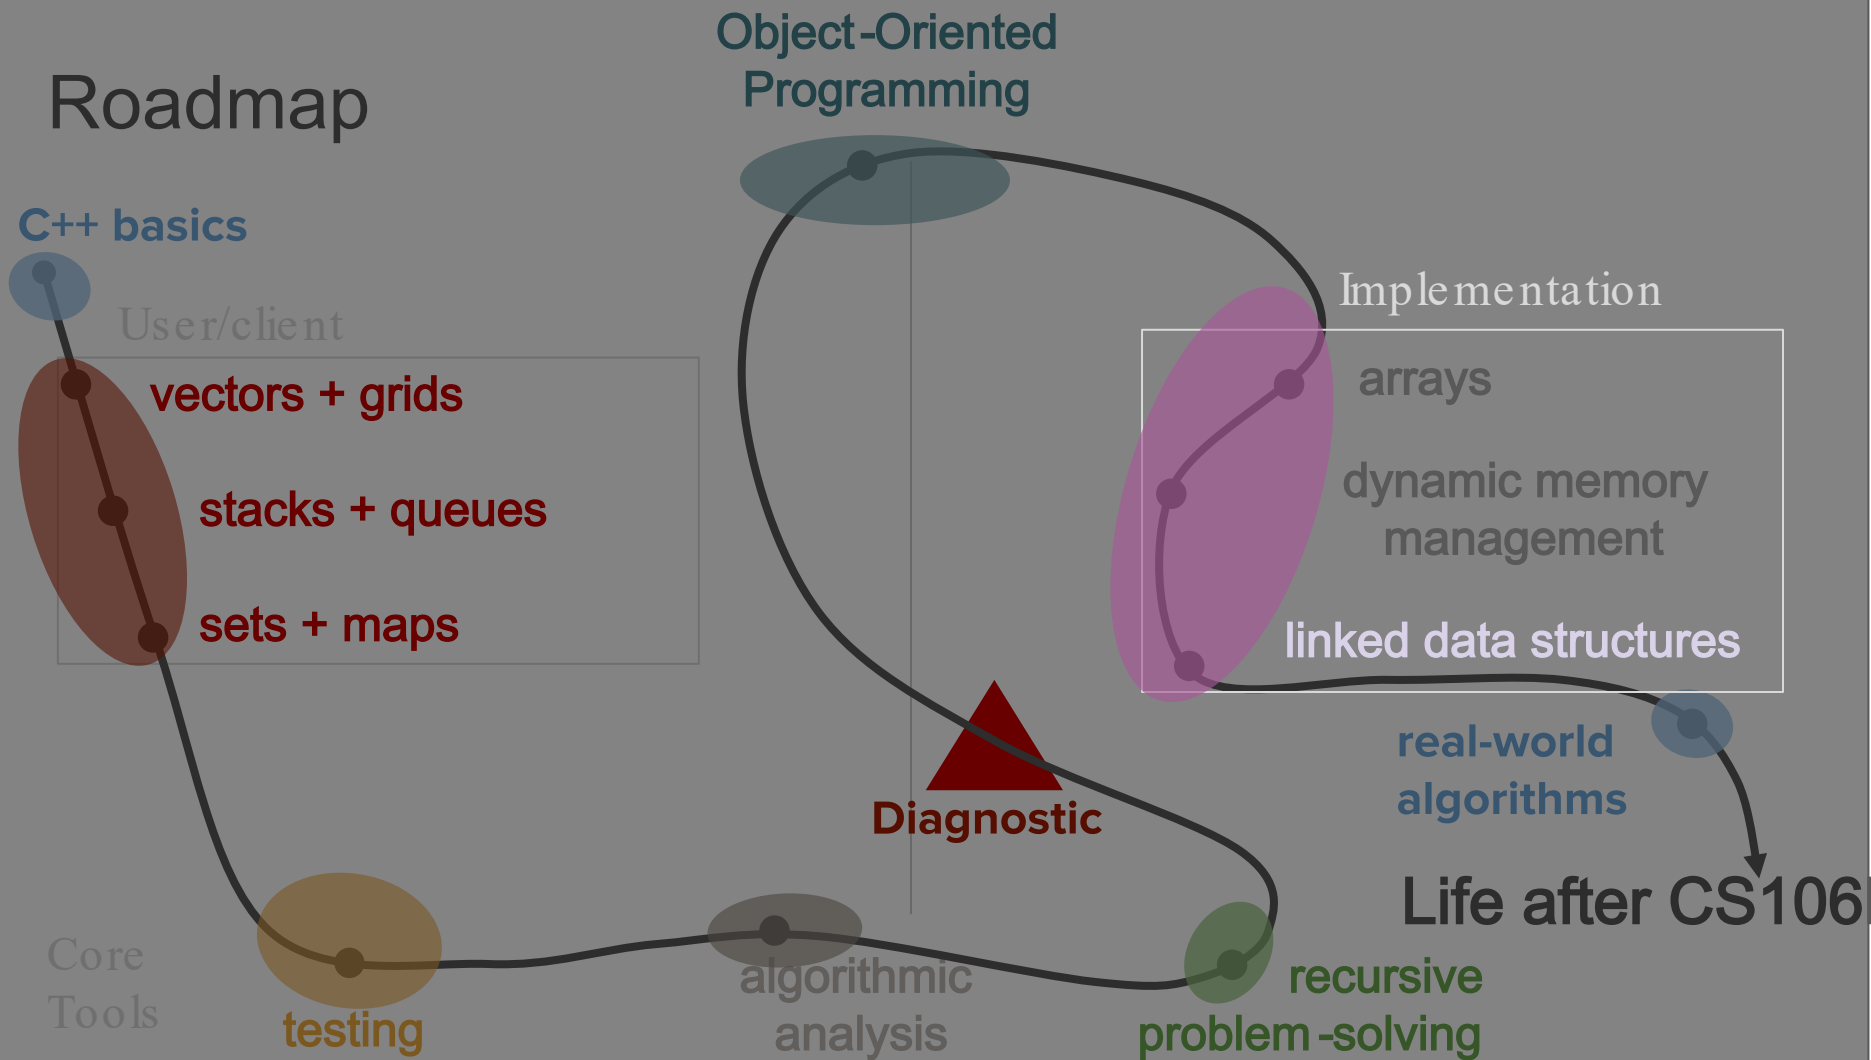 Object-Oriented
Programming
Roadmap
C++ basics
User/client
vectors + grids
stacks + queues
sets + maps
Implementation
arrays
dynamic memory
management
linked data structures
real-world
algorithms
Diagnostic
Life after CS106
Core
Tools
testing
algorithmic
analysis
recursive
problem-solving